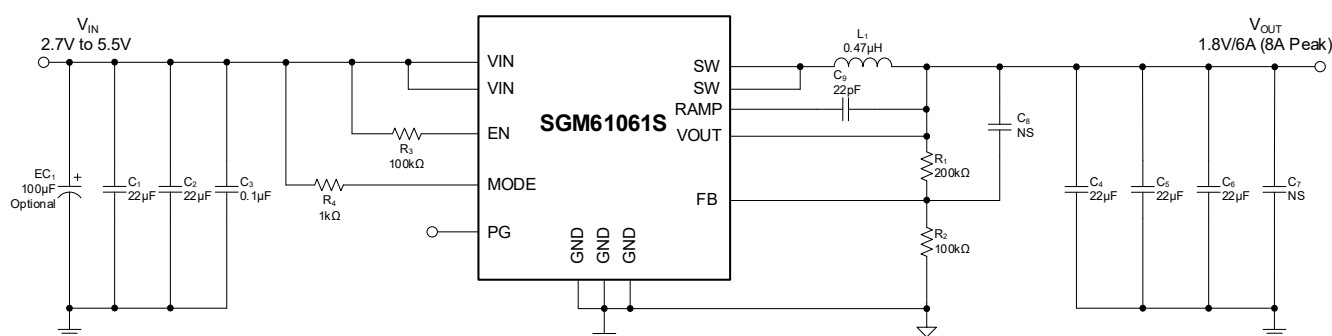 V_IN
2.7V to 5.5V
EC₁
100µF
Optional
C₁
22µF
C₂
22µF
C₃
0.1µF
R₃
100kΩ
R₄
1kΩ
VIN
VIN
EN
MODE
PG
SGM61061S
GND
GND
GND
SW
SW
RAMP
VOUT
FB
L₁
0.47µH
C₉
22pF
R₁
200kΩ
R₂
100kΩ
C₈
NS
C₄
22µF
C₅
22µF
C₆
22µF
C₇
NS
V_OUT
1.8V/6A (8A Peak)